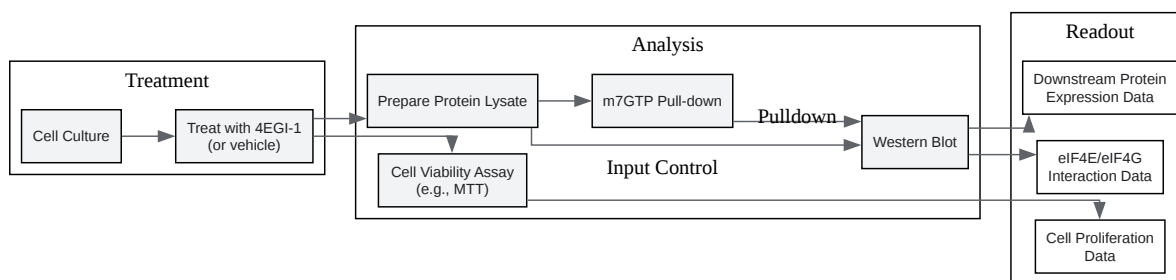 Treatment
Cell Culture
Treat with 4EGI-1
(or vehicle)
Analysis
Prepare Protein Lysate
m7GTP Pull-down
Pulldown
Western Blot
Cell Viability Assay
(e.g., MTT)
Input Control
Readout
Downstream Protein
Expression Data
eIF4E/eIF4G
Interaction Data
Cell Proliferation
Data